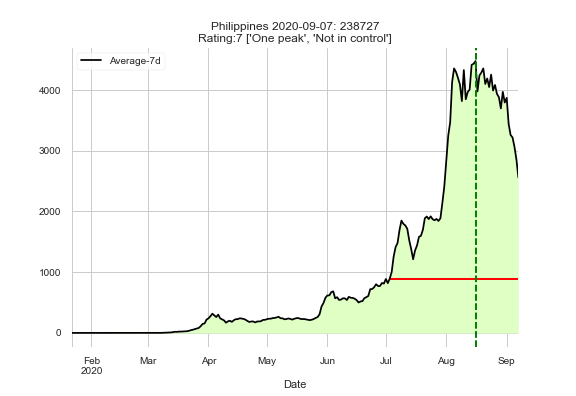 Philippines 2020-09-07: 238727
Rating:7 ['One peak', 'Not in control']
Average-7d
4000
3000
2000
1000
0
Feb Mar Apr May Jun Jul Aug Sep
2020
Date